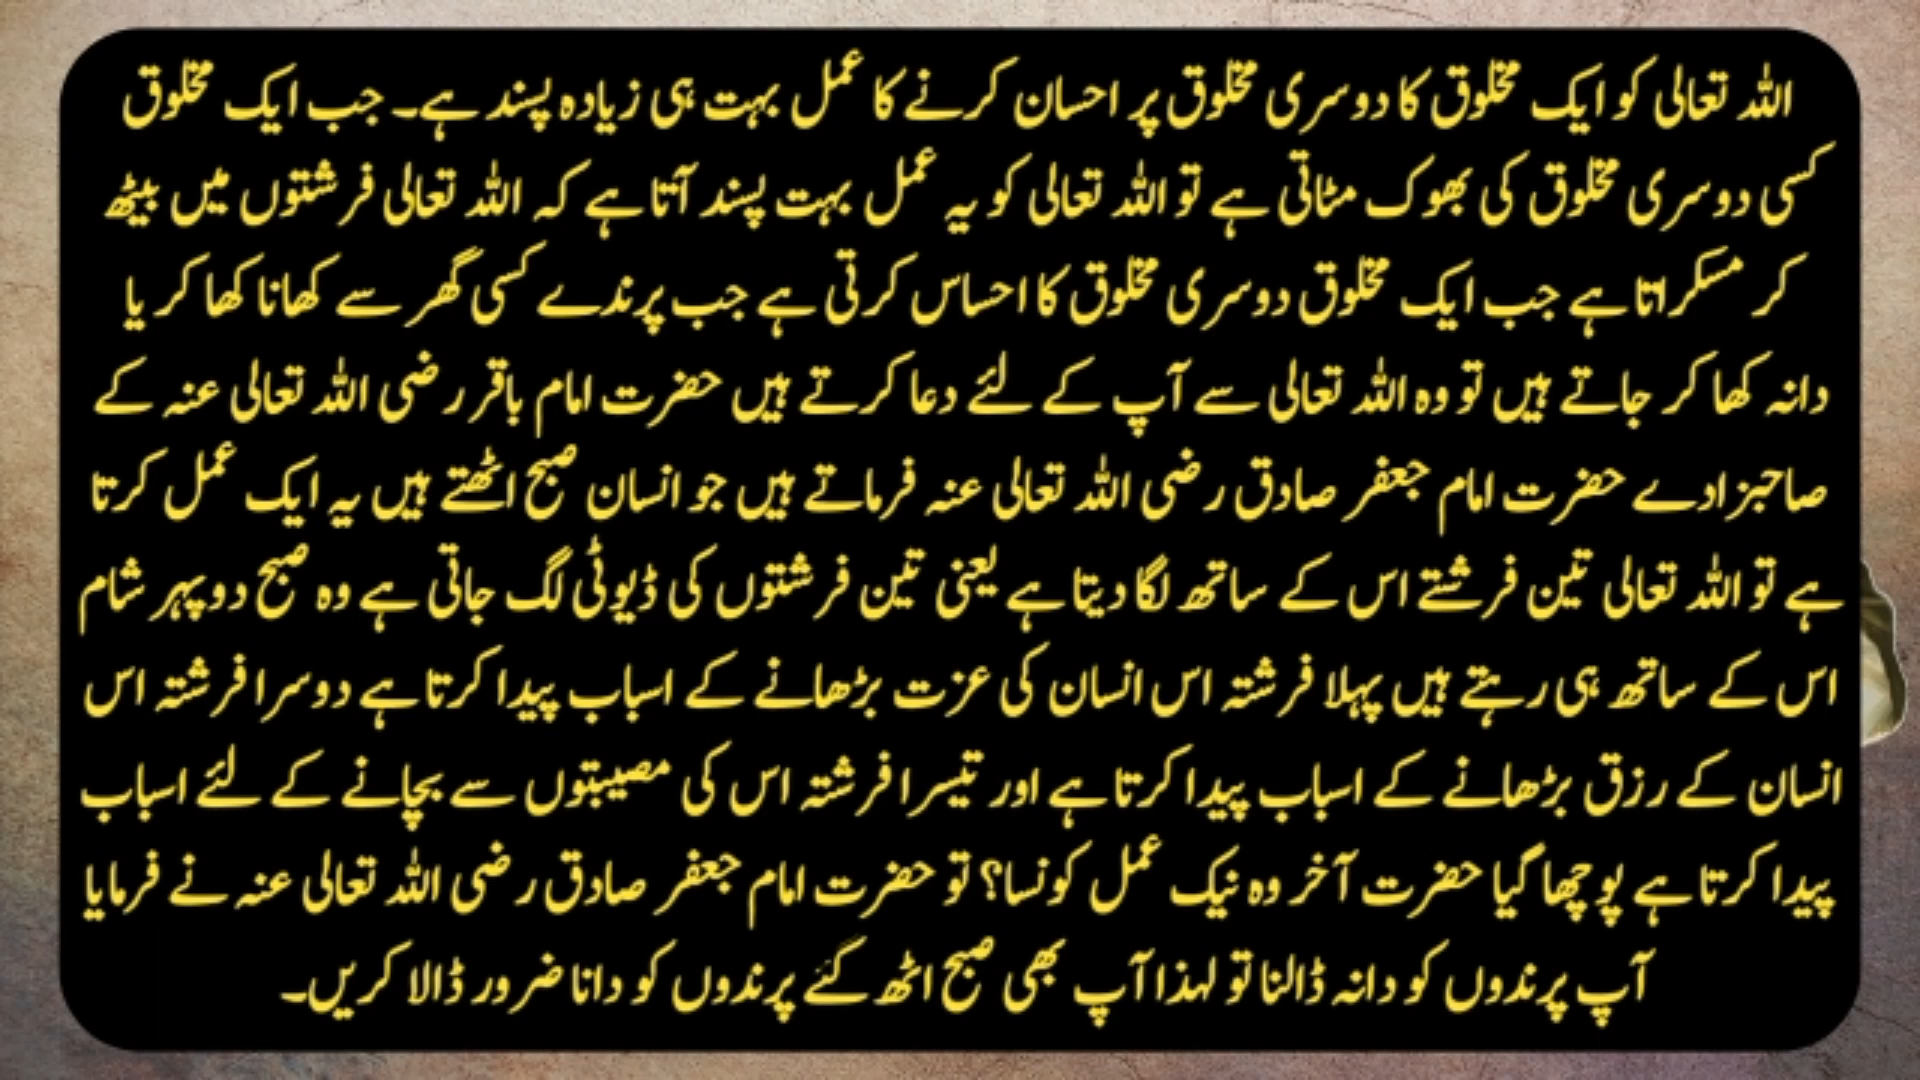 اللہ تعالی کو ایک مخلوق کا دوسری مخلوق پر احسان کرنے کا عمل بہت ہی زیادہ پسند ہے۔ جب ایک مخلوق
کسی دوسری مخلوق کی بھوک مٹاتی ہے تو اللہ تعالی کو یہ عمل بہت پسند آتا ہے کہ اللہ تعالی فرشتوں میں بیٹھ
کر مسکراتا ہے جب ایک مخلوق دوسری مخلوق کا احساس کرتی ہے جب پرندے کسی گھر سے کھانا کھا کر یا
دانہ کھا کر جاتے ہیں تو وہ اللہ تعالی سے آپ کے لئے دعا کرتے ہیں حضرت امام باقر رضی اللہ تعالی عنہ کے
صاحبزادے حضرت امام جعفر صادق رضی اللہ تعالی عنہ فرماتے ہیں جو انسان صبح اٹھتے ہیں یہ ایک عمل کرتا
ہے تو اللہ تعالی تین فرشتے اس کے ساتھ لگا دیتا ہے یعنی تین فرشتوں کی ڈیوٹی لگ جاتی ہے وہ صبح دوپہر شام
اس کے ساتھ ہی رہتے ہیں پہلا فرشتہ اس انسان کی عزت بڑھانے کے اسباب پیدا کرتا ہے دوسرا فرشتہ اس
انسان کے رزق بڑھانے کے اسباب پیدا کرتا ہے اور تیسرا فرشتہ اس کی مصیبتوں سے بچانے کے لئے اسباب
پیدا کرتا ہے پوچھا گیا حضرت آخر وہ نیک عمل کونسا؟ تو حضرت امام جعفر صادق رضی اللہ تعالی عنہ نے فرمایا
آپ پرندوں کو دانہ ڈالنا تو لہذا آپ بھی صبح اٹھ گئے پرندوں کو دانا ضرور ڈالا کریں۔